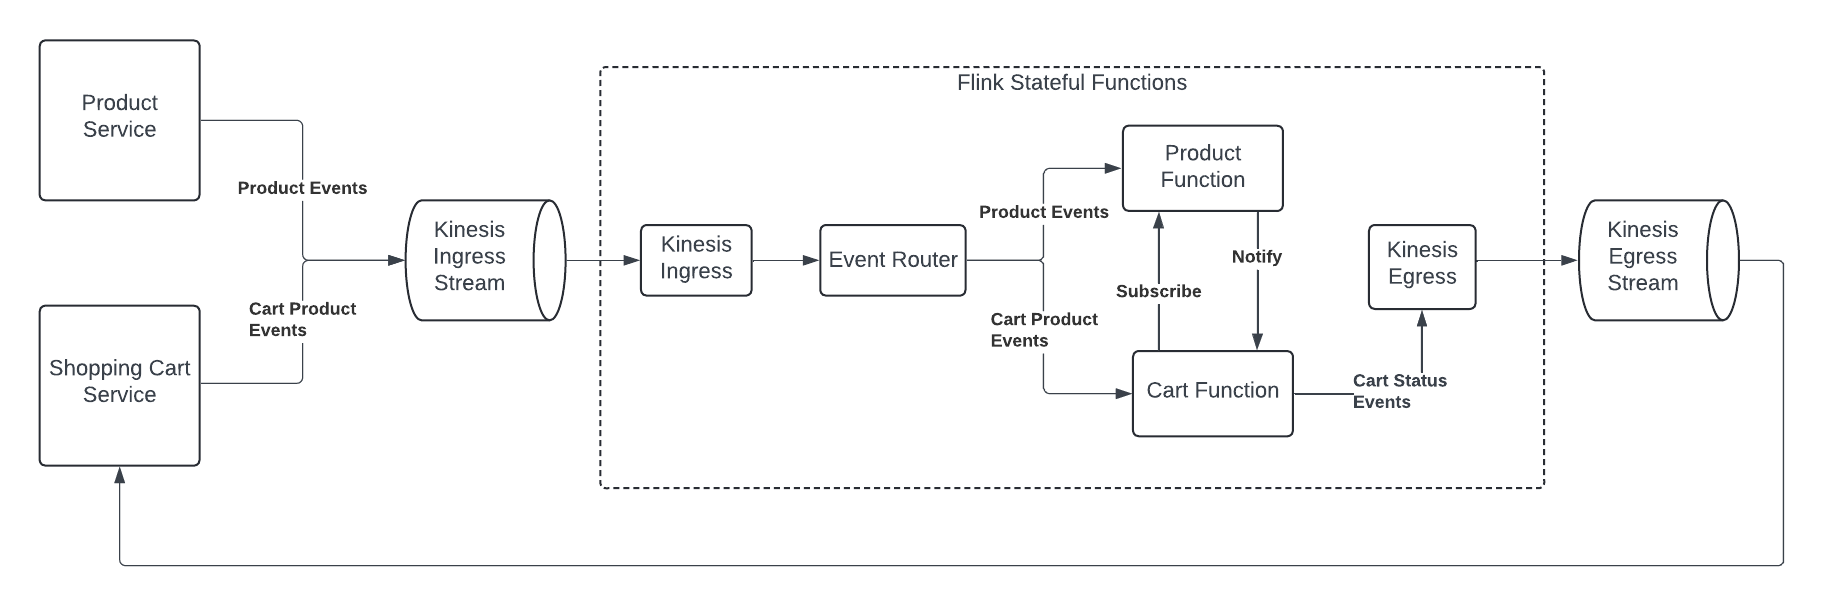 Product
Service
Product Events
Cart Product
Events
Shopping Cart
Service
Kinesis
Ingress
Stream
Flink Stateful Functions
Kinesis
Ingress
Event Router
Product Events
Cart Product
Events
Product
Function
Subscribe
Notify
Cart Function
Cart Status
Events
Kinesis
Egress
Kinesis
Egress
Stream